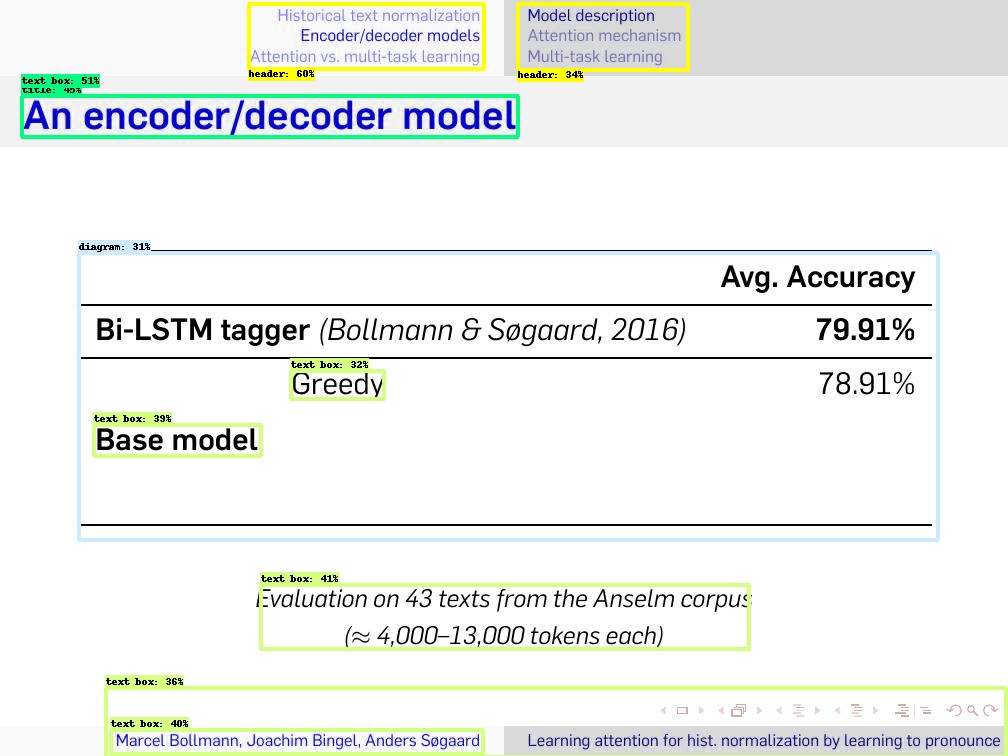 Historical text normalization
Encoder/decoder models
Attention vs. multi-task learning
header: 60%
Model description
Attention mechanism
Multi-task learning
header: 34%
text box: 51%
title: 45%
An encoder/decoder model
diagram: 31%
Avg. Accuracy
Bi-LSTM tagger (Bollmann & Søgaard, 2016) 79.91%
text box: 32%
Greedy 78.91%
text box: 39%
Base model
text box: 41%
Evaluation on 43 texts from the Anselm corpus
(≈ 4,000–13,000 tokens each)
text box: 36%
text box: 40%
Marcel Bollmann, Joachim Bingel, Anders Søgaard
Learning attention for hist. normalization by learning to pronounce